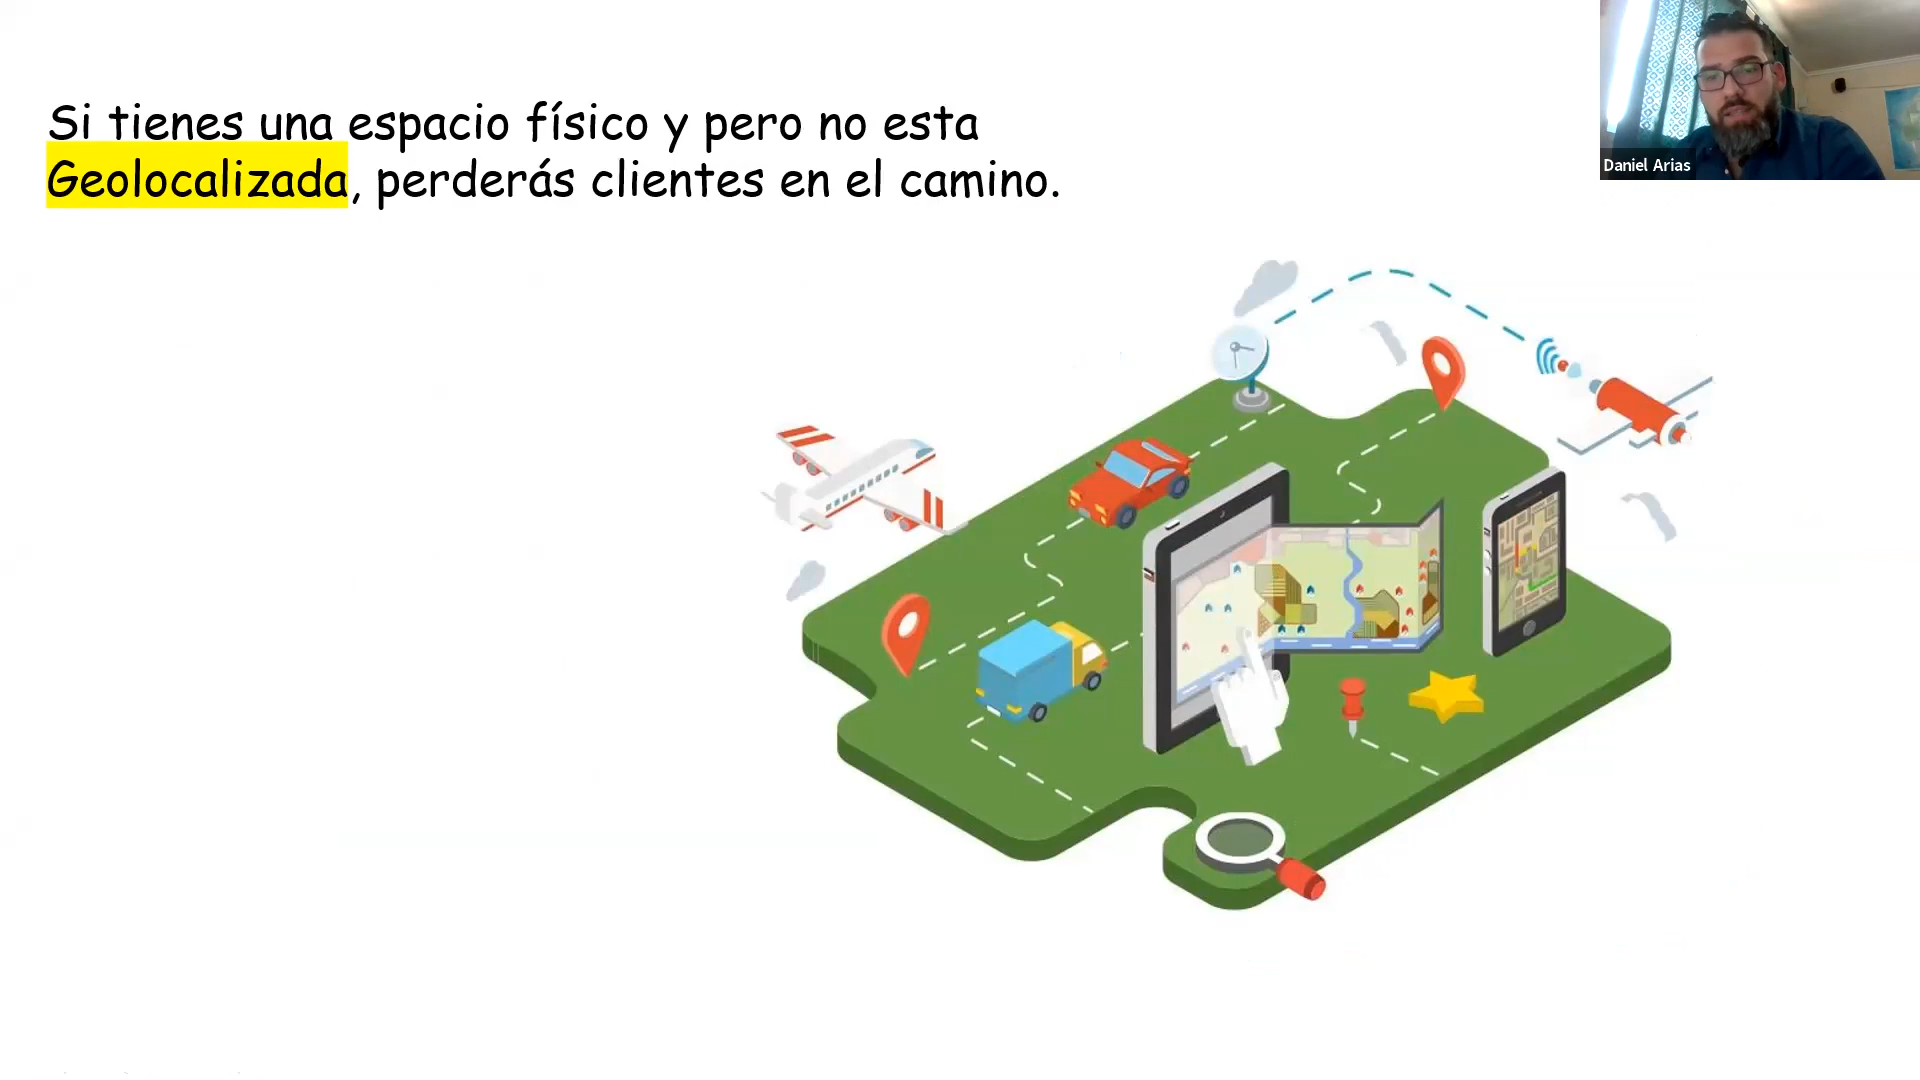 Si tienes una espacio físico y pero no esta
Geolocalizada, perderás clientes en el camino.
Daniel Arias